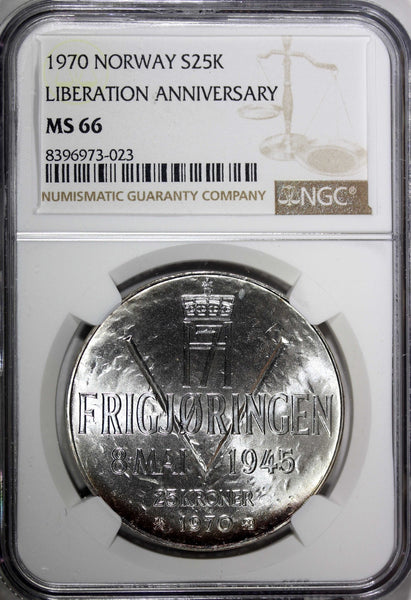 1970 NORWAY S25K
LIBERATION ANNIVERSARY
MS 66
8396973-023
NUMISMATIC GUARANTY COMPANY
NGC®
H7
FRIGJØRINGEN
8 MAI 1945
25 KRONER
1970